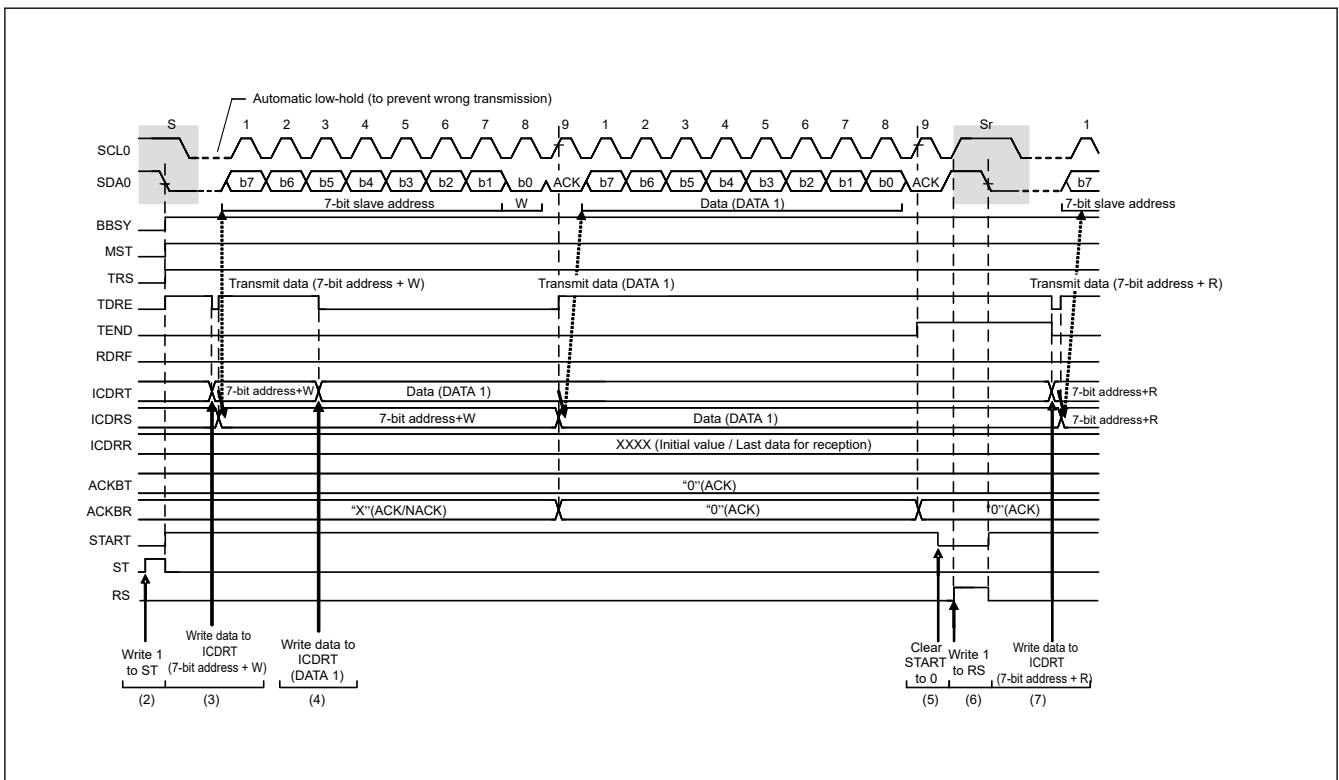 Automatic low-hold (to prevent wrong transmission)
S 1 2 3 4 5 6 7 8 9 1 2 3 4 5 6 7 8 9 Sr 1
SCL0
SDA0 b7 b6 b5 b4 b3 b2 b1 b0 ACK b7 b6 b5 b4 b3 b2 b1 b0 ACK b7
7-bit slave address W Data (DATA 1) 7-bit slave address
BBSY
MST
TRS
Transmit data (7-bit address + W) Transmit data (DATA 1) Transmit data (7-bit address + R)
TDRE
TEND
RDRF
ICDRT 7-bit address+W Data (DATA 1) 7-bit address+R
ICDRS 7-bit address+W Data (DATA 1) 7-bit address+R
ICDRR XXXX (Initial value / Last data for reception)
ACKBT "0"(ACK)
ACKBR "X"(ACK/NACK) "0"(ACK) "0"(ACK)
START
ST
RS
Write 1
to ST
Write data to
ICDRT
(7-bit address + W)
Write data to
ICDRT
(DATA 1)
Clear
START
to 0
Write 1
to RS
Write data to
ICDRT
(7-bit address + R)
(2) (3) (4) (5) (6) (7)